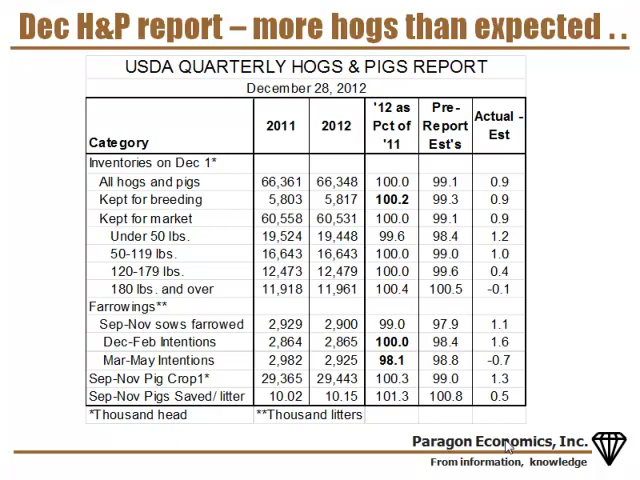 Dec H&P report – more hogs than expected . .
USDA QUARTERLY HOGS & PIGS REPORT
December 28, 2012
Category 2011 2012 '12 as Pct of '11 Pre-Report Est's Actual - Est
Inventories on Dec 1*
All hogs and pigs 66,361 66,348 100.0 99.1 0.9
Kept for breeding 5,803 5,817 100.2 99.3 0.9
Kept for market 60,558 60,531 100.0 99.1 0.9
Under 50 lbs. 19,524 19,448 99.6 98.4 1.2
50-119 lbs. 16,643 16,643 100.0 99.0 1.0
120-179 lbs. 12,473 12,479 100.0 99.6 0.4
180 lbs. and over 11,918 11,961 100.4 100.5 -0.1
Farrowings**
Sep-Nov sows farrowed 2,929 2,900 99.0 97.9 1.1
Dec-Feb Intentions 2,864 2,865 100.0 98.4 1.6
Mar-May Intentions 2,982 2,925 98.1 98.8 -0.7
Sep-Nov Pig Crop1* 29,365 29,443 100.3 99.0 1.3
Sep-Nov Pigs Saved/ litter 10.02 10.15 101.3 100.8 0.5
*Thousand head **Thousand litters
Paragon Economics, Inc.
From information, knowledge